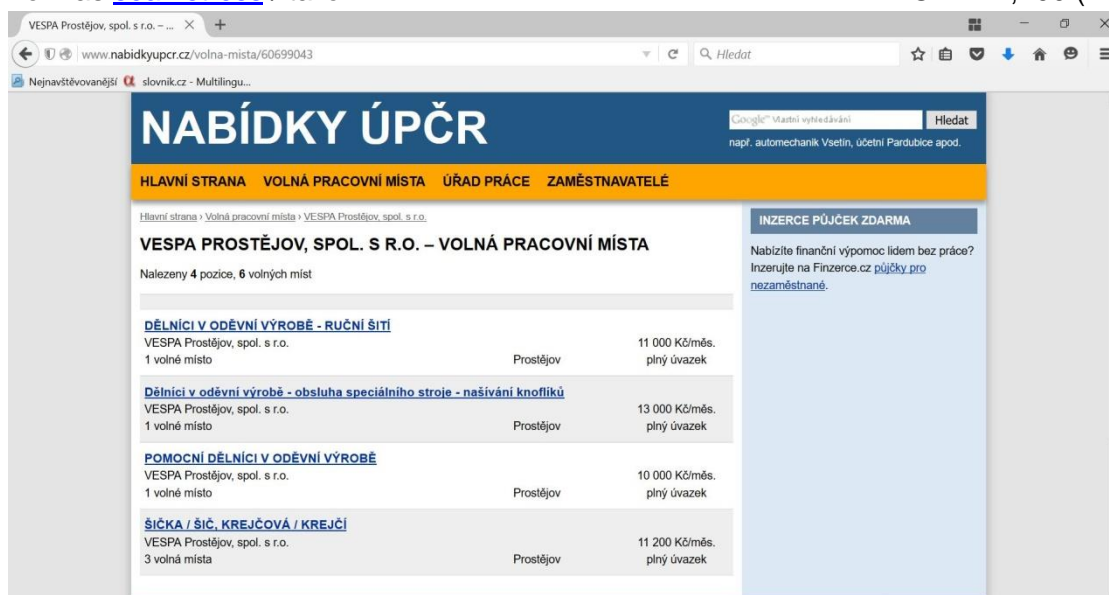 VESPA Prostějov, spol. s r.o. – ... × +
www.nabidkyupcr.cz/volna-mista/60699043
Hledat
Nejnavštěvovanější slovnik.cz - Multilingu...
NABÍDKY ÚPČR
Google™ Vlastní vyhledávání Hledat
např. automechanik Vsetín, účetní Pardubice apod.
HLAVNÍ STRANA VOLNÁ PRACOVNÍ MÍSTA ÚŘAD PRÁCE ZAMĚSTNAVATELÉ
Hlavní strana › Volná pracovní místa › VESPA Prostějov, spol. s r.o.
VESPA PROSTĚJOV, SPOL. S R.O. – VOLNÁ PRACOVNÍ MÍSTA
Nalezeny 4 pozice, 6 volných míst
DĚLNÍCI V ODĚVNÍ VÝROBĚ - RUČNÍ ŠITÍ
VESPA Prostějov, spol. s r.o. 11 000 Kč/měs.
1 volné místo Prostějov plný úvazek
Dělníci v oděvní výrobě - obsluha speciálního stroje - našívání knoflíků
VESPA Prostějov, spol. s r.o. 13 000 Kč/měs.
1 volné místo Prostějov plný úvazek
POMOCNÍ DĚLNÍCI V ODĚVNÍ VÝROBĚ
VESPA Prostějov, spol. s r.o. 10 000 Kč/měs.
1 volné místo Prostějov plný úvazek
ŠIČKA / ŠIČ, KREJČOVÁ / KREJČÍ
VESPA Prostějov, spol. s r.o. 11 200 Kč/měs.
3 volná místa Prostějov plný úvazek
INZERCE PŮJČEK ZDARMA
Nabízíte finanční výpomoc lidem bez práce?
Inzerujte na Finzerce.cz půjčky pro
nezaměstnané.